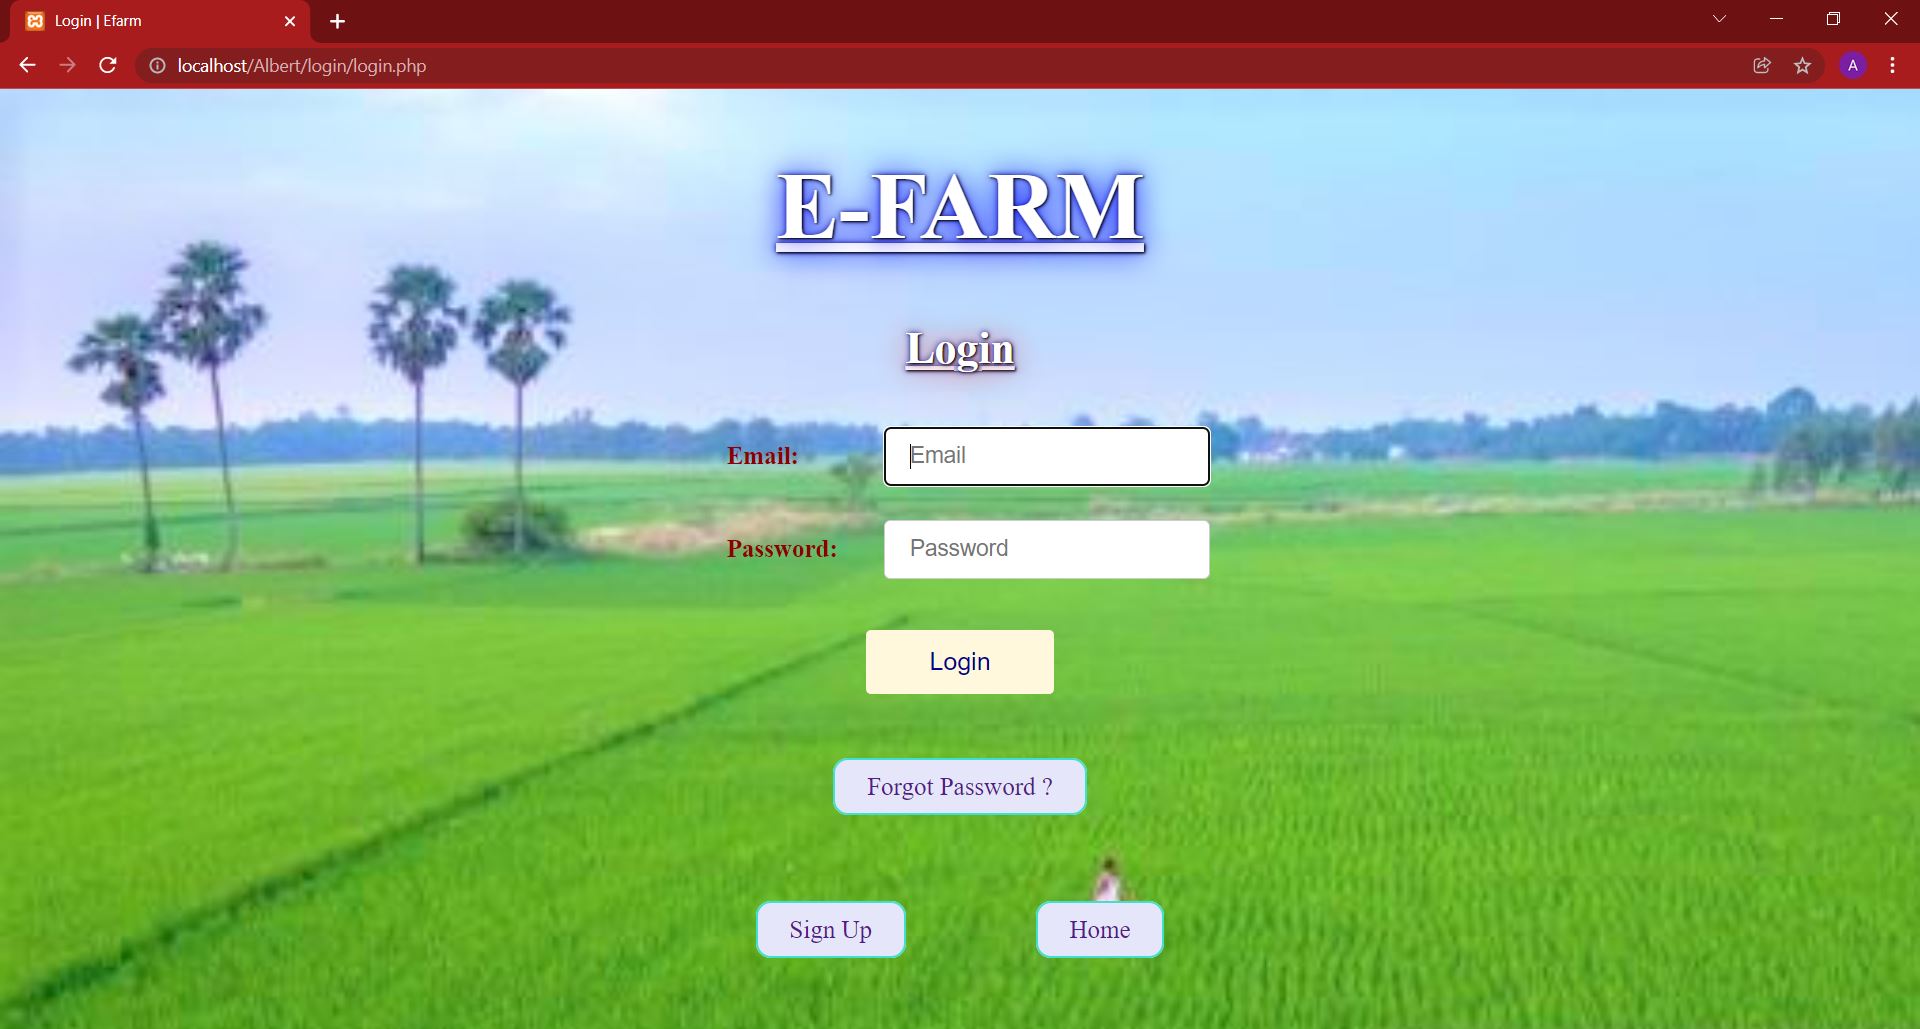 Login | Efarm
localhost/Albert/login/login.php
A
E-FARM
Login
Email: Email
Password: Password
Login
Forgot Password ?
Sign Up Home